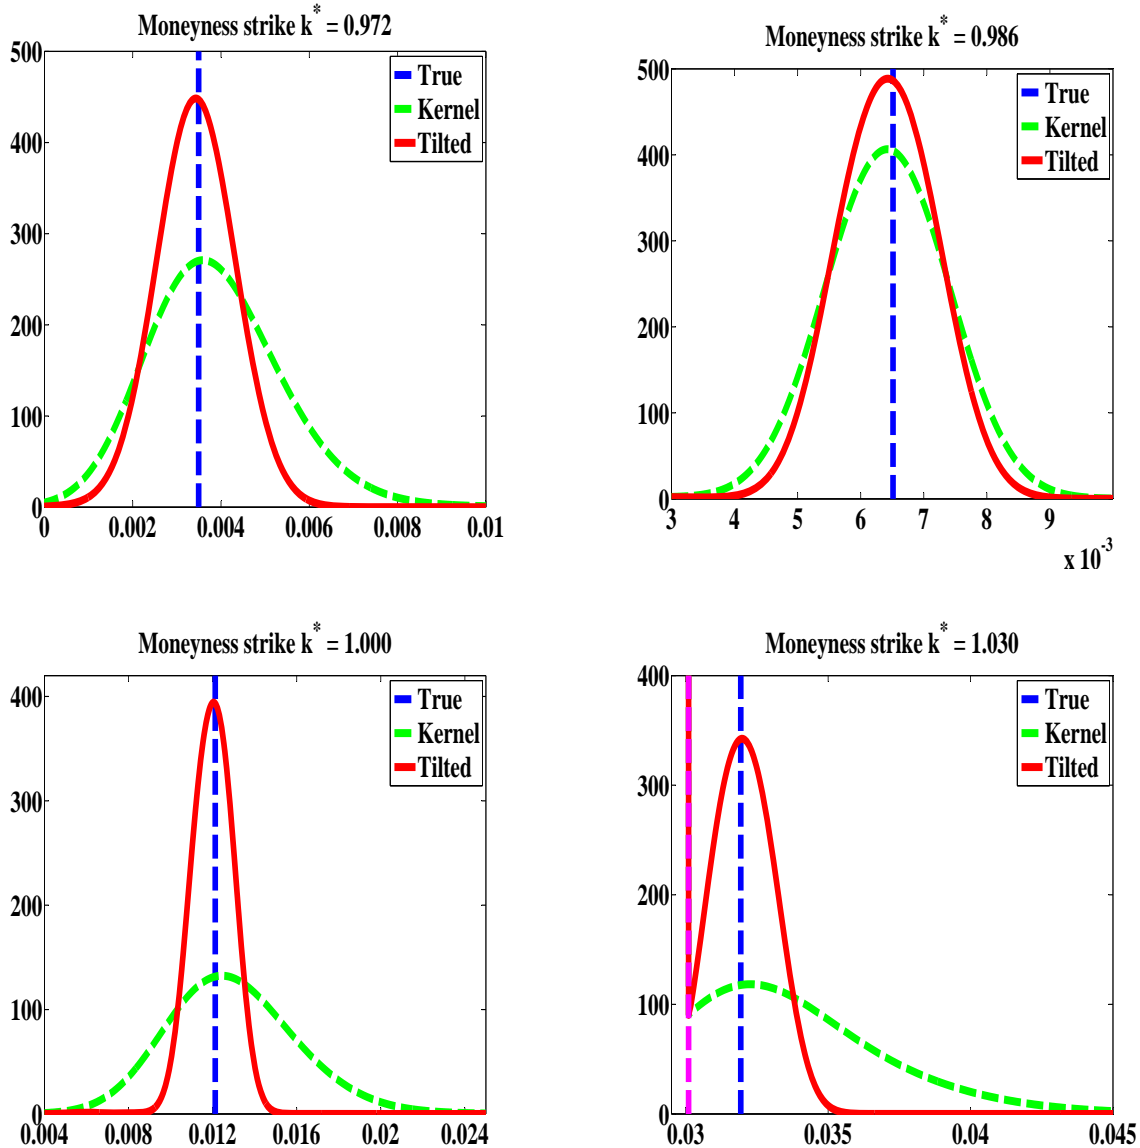 Moneyness strike k* = 0.972
500
400
300
200
100
0
0 0.002 0.004 0.006 0.008 0.01
True
Kernel
Tilted
Moneyness strike k* = 0.986
500
400
300
200
100
0
3 4 5 6 7 8 9
x 10-3
True
Kernel
Tilted
Moneyness strike k* = 1.000
400
300
200
100
0
0.004 0.008 0.012 0.016 0.02 0.024
True
Kernel
Tilted
Moneyness strike k* = 1.030
400
300
200
100
0
0.03 0.035 0.04 0.045
True
Kernel
Tilted